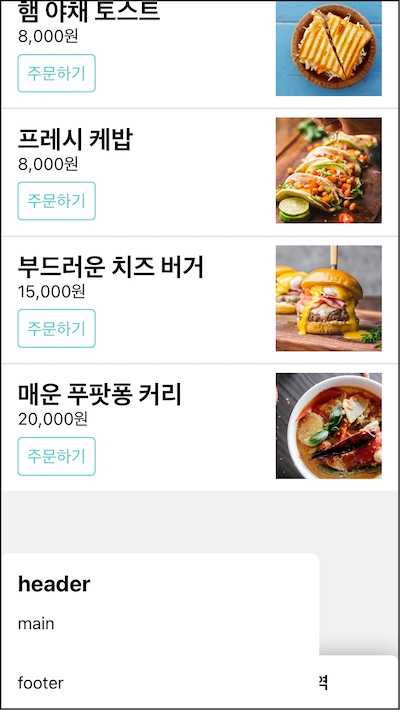 햄 야채 토스트
8,000원
주문하기
프레시 케밥
8,000원
주문하기
부드러운 치즈 버거
15,000원
주문하기
매운 푸팟퐁 커리
20,000원
주문하기
header
main
footer